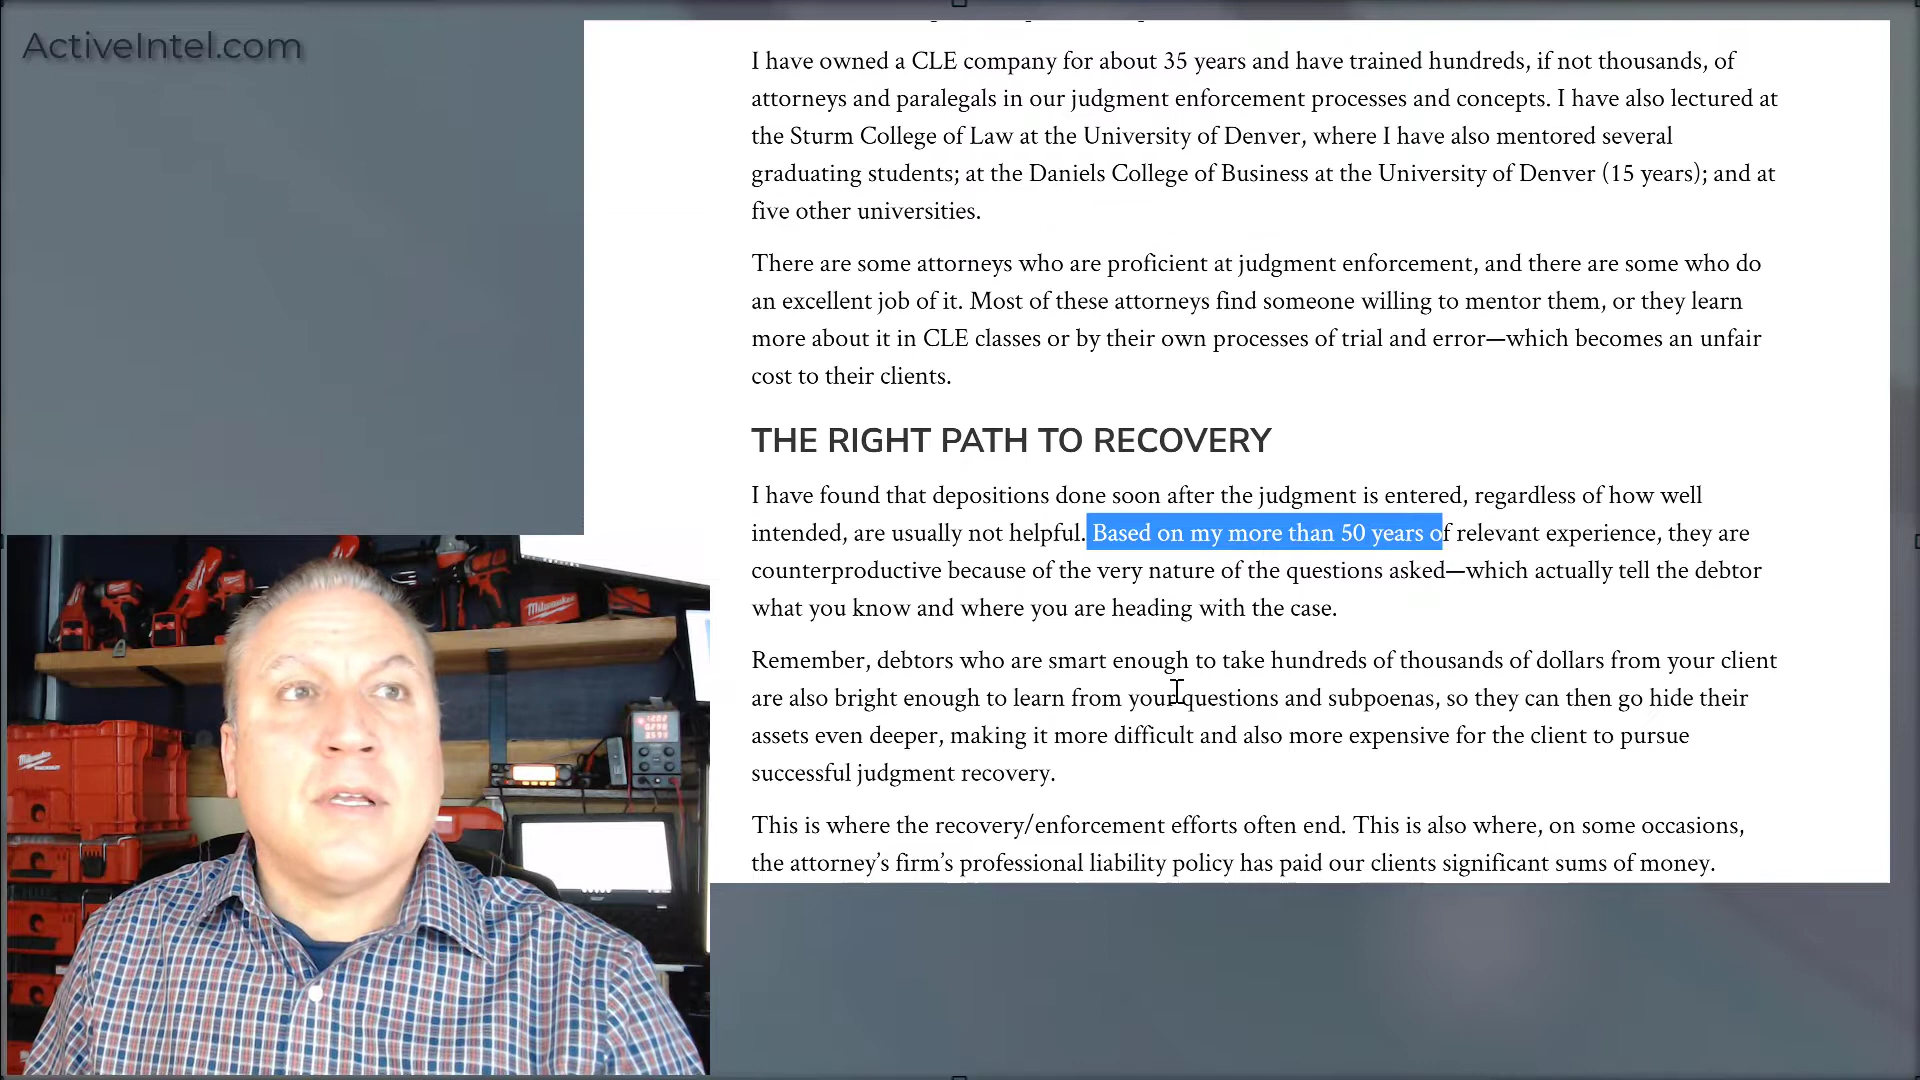 ActiveIntel.com
I have owned a CLE company for about 35 years and have trained hundreds, if not thousands, of
attorneys and paralegals in our judgment enforcement processes and concepts. I have also lectured at
the Sturm College of Law at the University of Denver, where I have also mentored several
graduating students; at the Daniels College of Business at the University of Denver (15 years); and at
five other universities.
There are some attorneys who are proficient at judgment enforcement, and there are some who do
an excellent job of it. Most of these attorneys find someone willing to mentor them, or they learn
more about it in CLE classes or by their own processes of trial and error—which becomes an unfair
cost to their clients.
THE RIGHT PATH TO RECOVERY
I have found that depositions done soon after the judgment is entered, regardless of how well
intended, are usually not helpful. Based on my more than 50 years of relevant experience, they are
counterproductive because of the very nature of the questions asked—which actually tell the debtor
what you know and where you are heading with the case.
Remember, debtors who are smart enough to take hundreds of thousands of dollars from your client
are also bright enough to learn from your questions and subpoenas, so they can then go hide their
assets even deeper, making it more difficult and also more expensive for the client to pursue
successful judgment recovery.
This is where the recovery/enforcement efforts often end. This is also where, on some occasions,
the attorney’s firm’s professional liability policy has paid our clients significant sums of money.
Milwaukee
Milwaukee